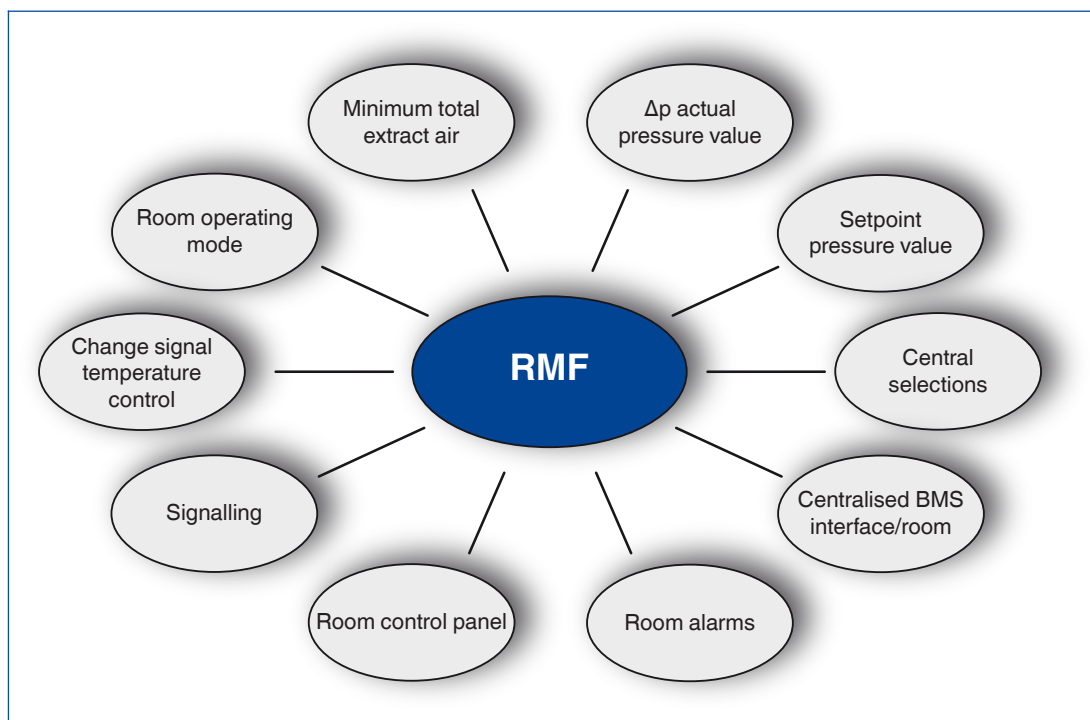 Minimum total
extract air
Δp actual
pressure value
Room operating
mode
Setpoint
pressure value
RMF
Change signal
temperature
control
Central
selections
Signalling
Centralised BMS
interface/room
Room control panel
Room alarms